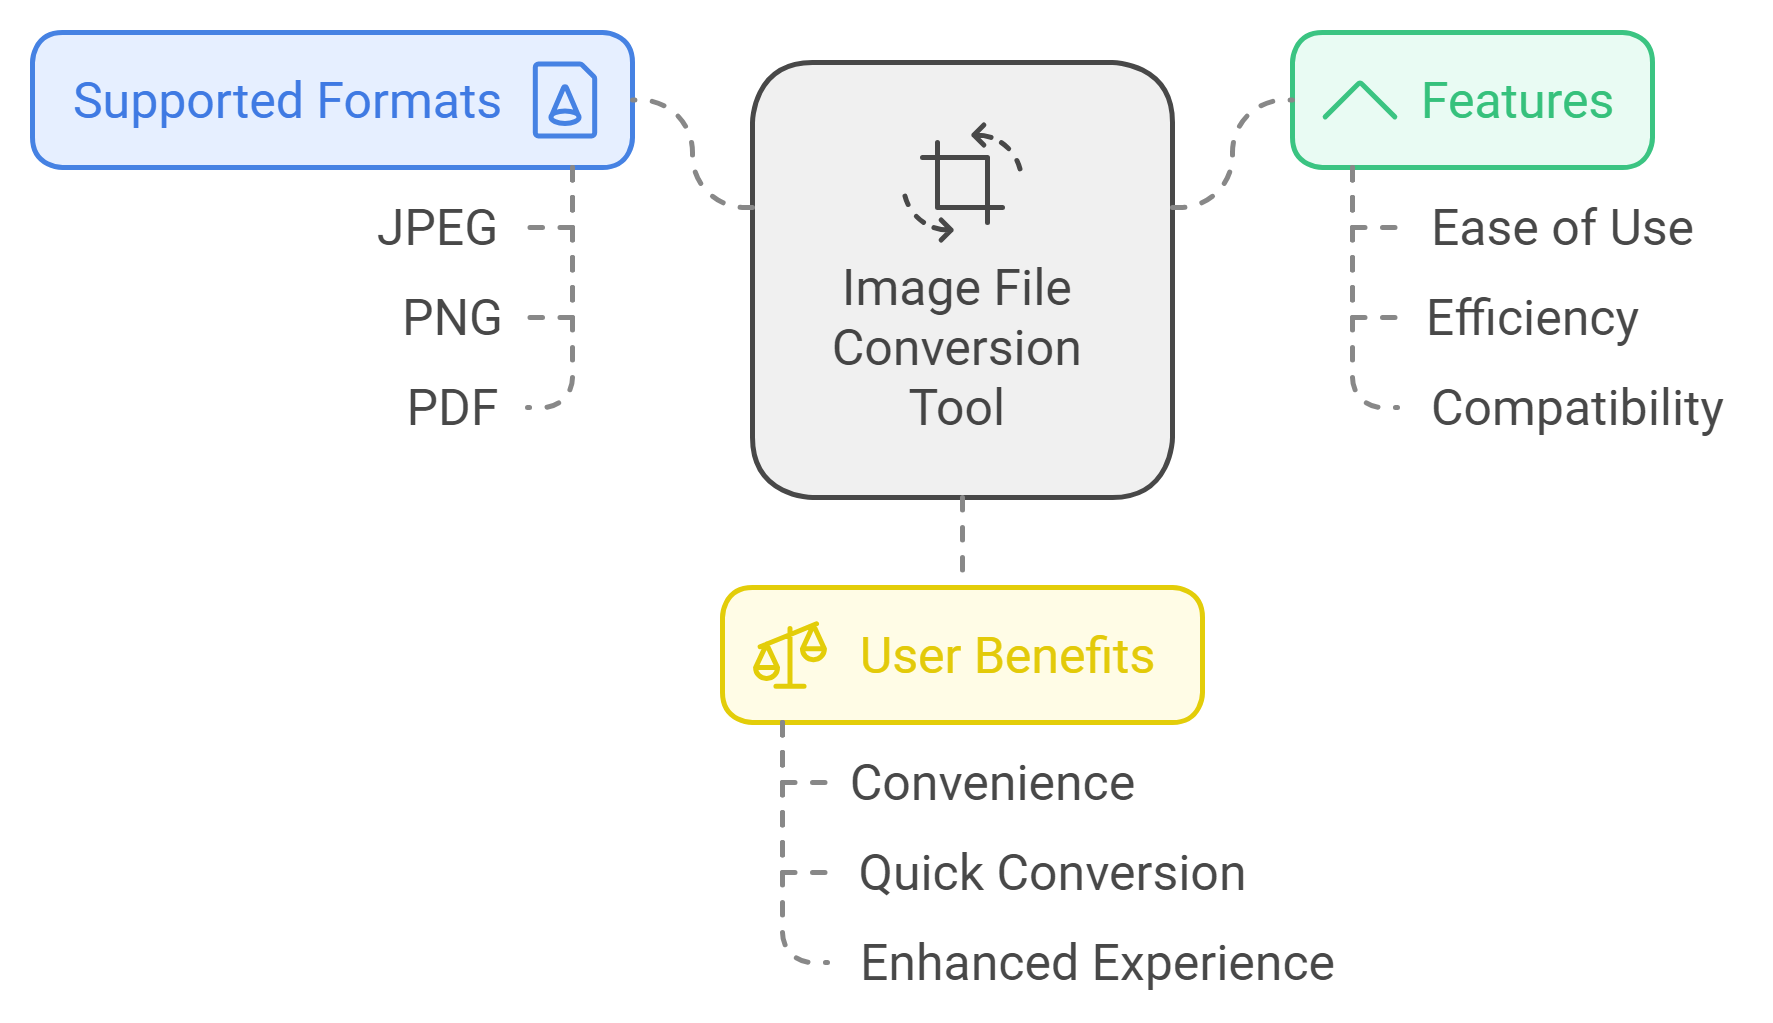 Supported Formats
JPEG
PNG
PDF
Image File
Conversion
Tool
Features
Ease of Use
Efficiency
Compatibility
User Benefits
Convenience
Quick Conversion
Enhanced Experience